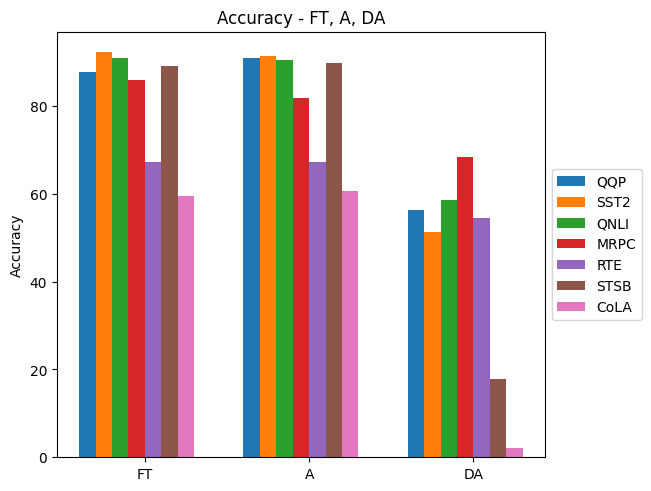 Accuracy - FT, A, DA
Accuracy
80
60
40
20
0
FT
A
DA
QQP
SST2
QNLI
MRPC
RTE
STSB
CoLA